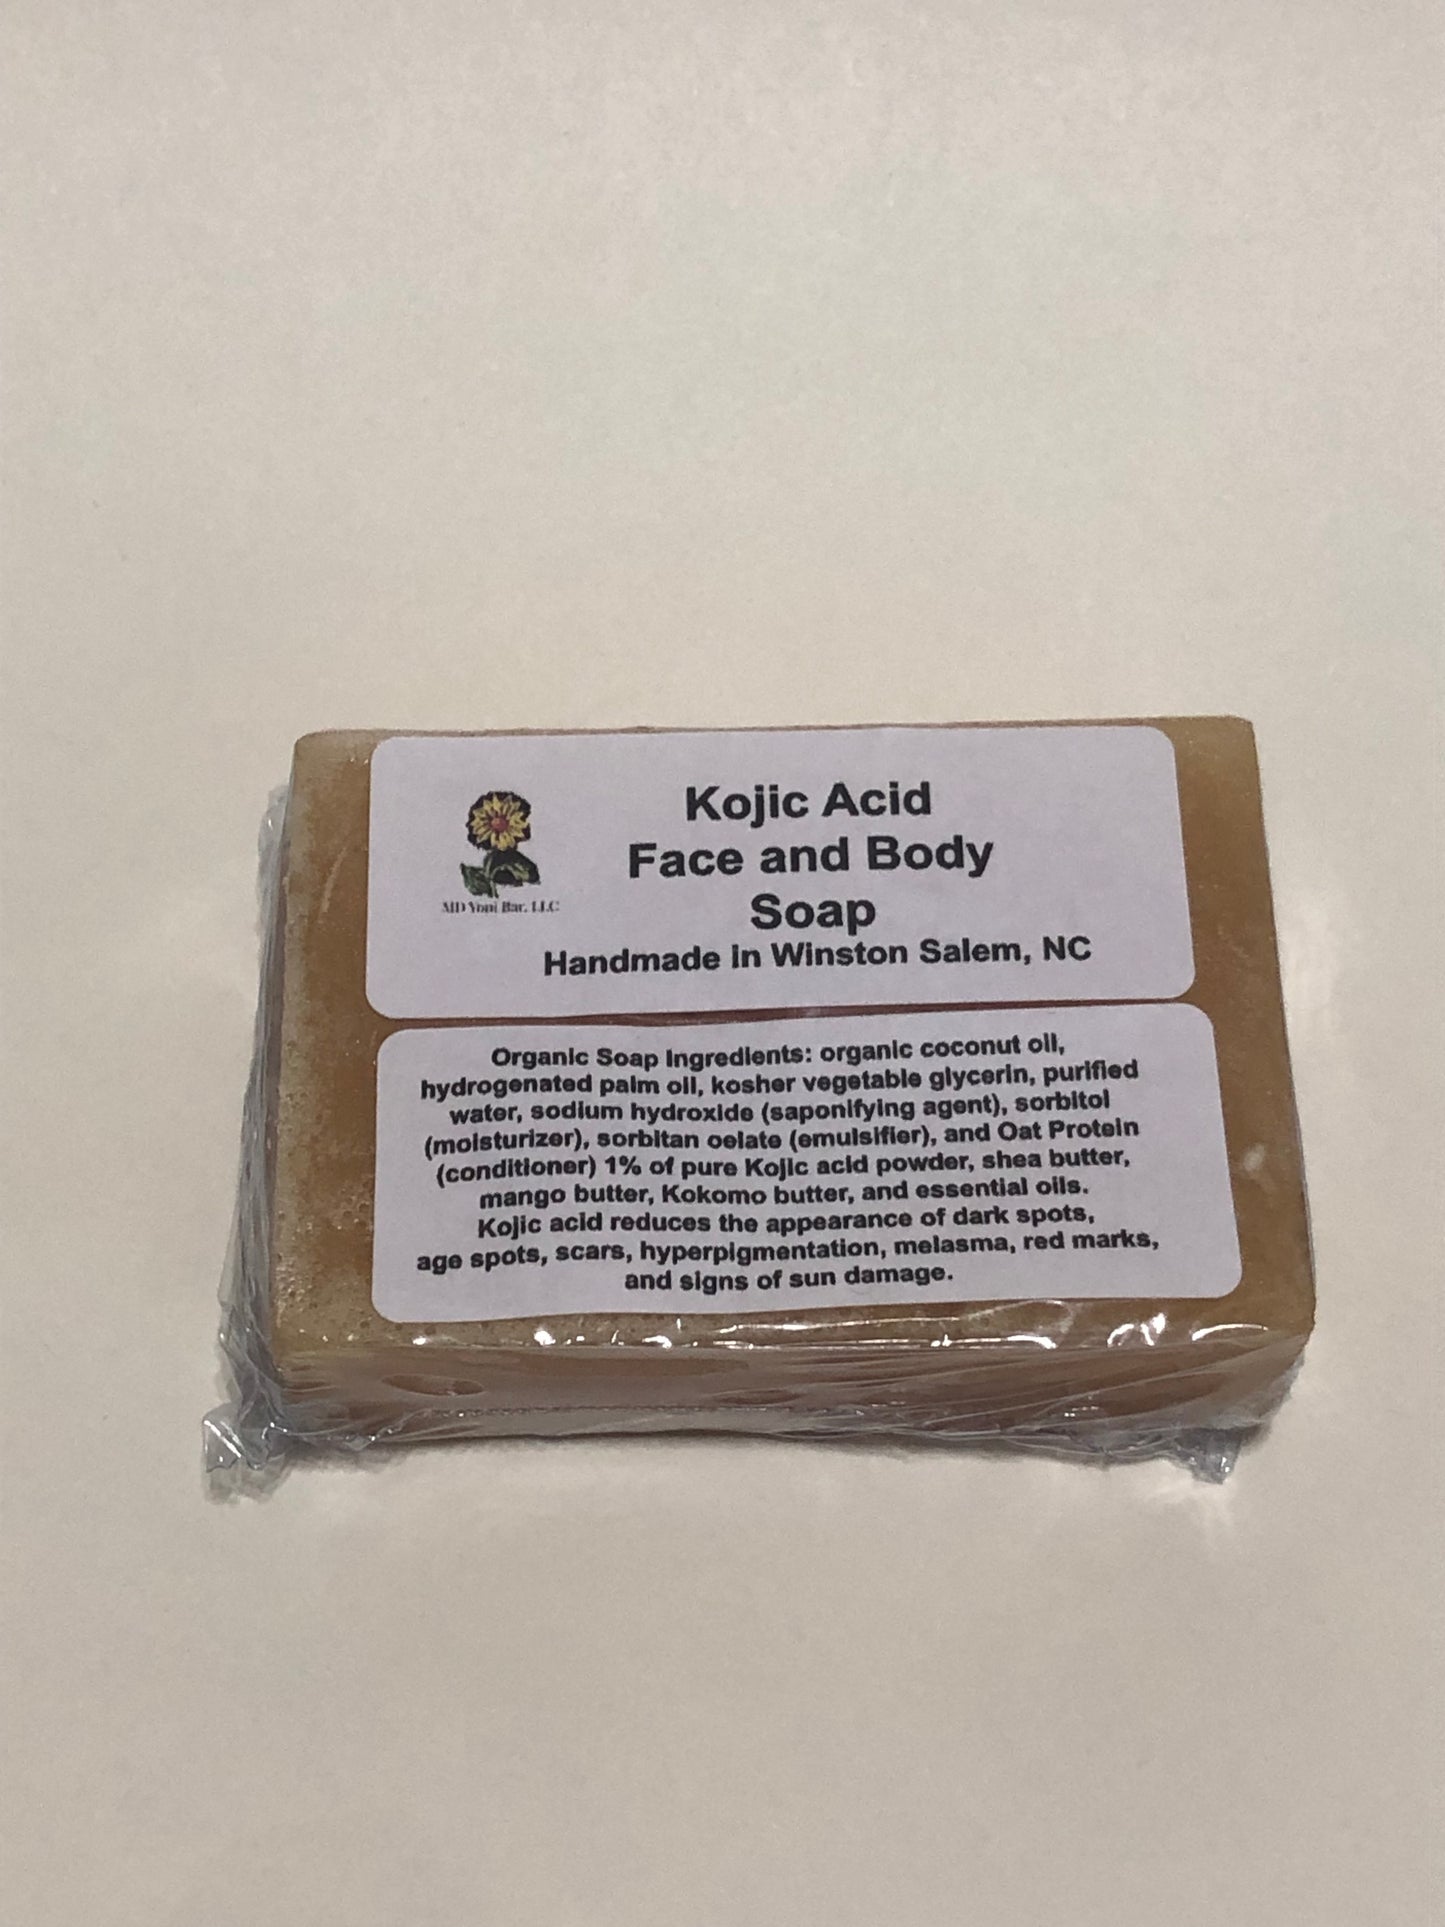 Kojic Acid
Face and Body
Soap
Handmade in Winston Salem, NC
MD Yoni Bar, LLC
Organic Soap Ingredients: organic coconut oil,
hydrogenated palm oil, kosher vegetable glycerin, purified
water, sodium hydroxide (saponifying agent), sorbitol
(moisturizer), sorbitan oelate (emulsifier), and Oat Protein
(conditioner) 1% of pure Kojic acid powder, shea butter,
mango butter, Kokomo butter, and essential oils.
Kojic acid reduces the appearance of dark spots,
age spots, scars, hyperpigmentation, melasma, red marks,
and signs of sun damage.